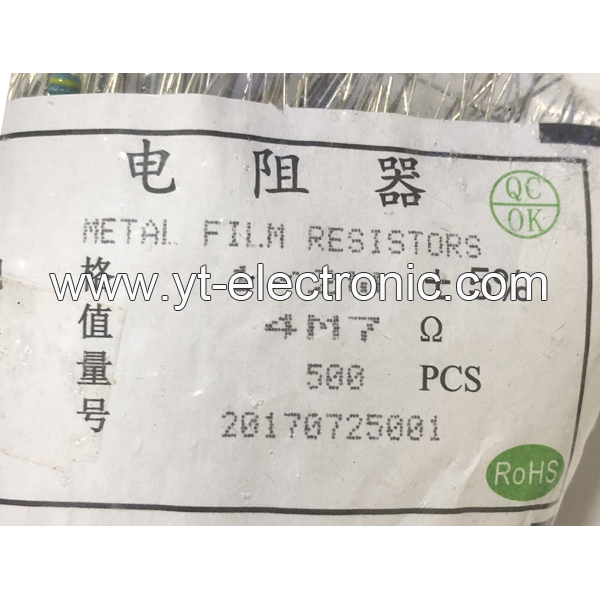 电阻器
QC
OK
METAL FILM RESISTORS
格 ± 5%
www.yt-electronic.com
值 4M7 Ω
量 500 PCS
号 20170725001
RoHS